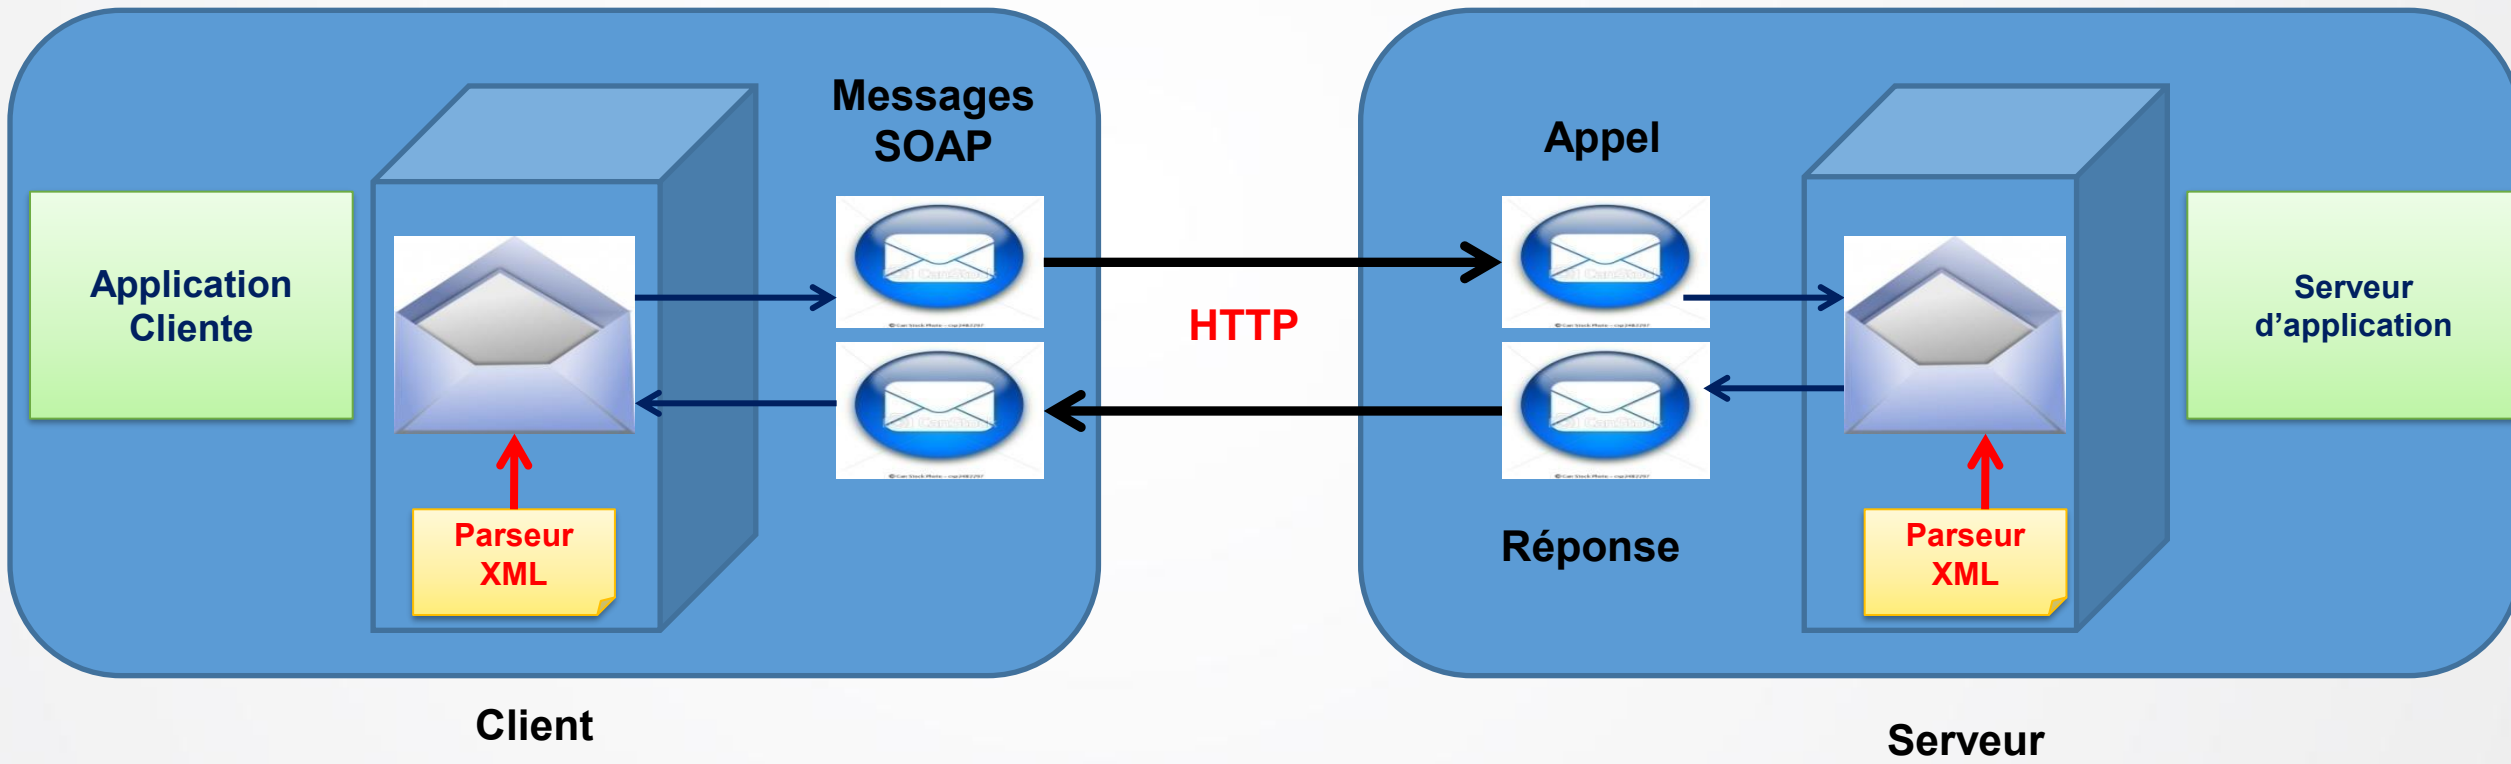 Messages
SOAP
Appel
Application
Cliente
HTTP
Serveur
d'application
Parseur
XML
Réponse
Parseur
XML
Client
Serveur